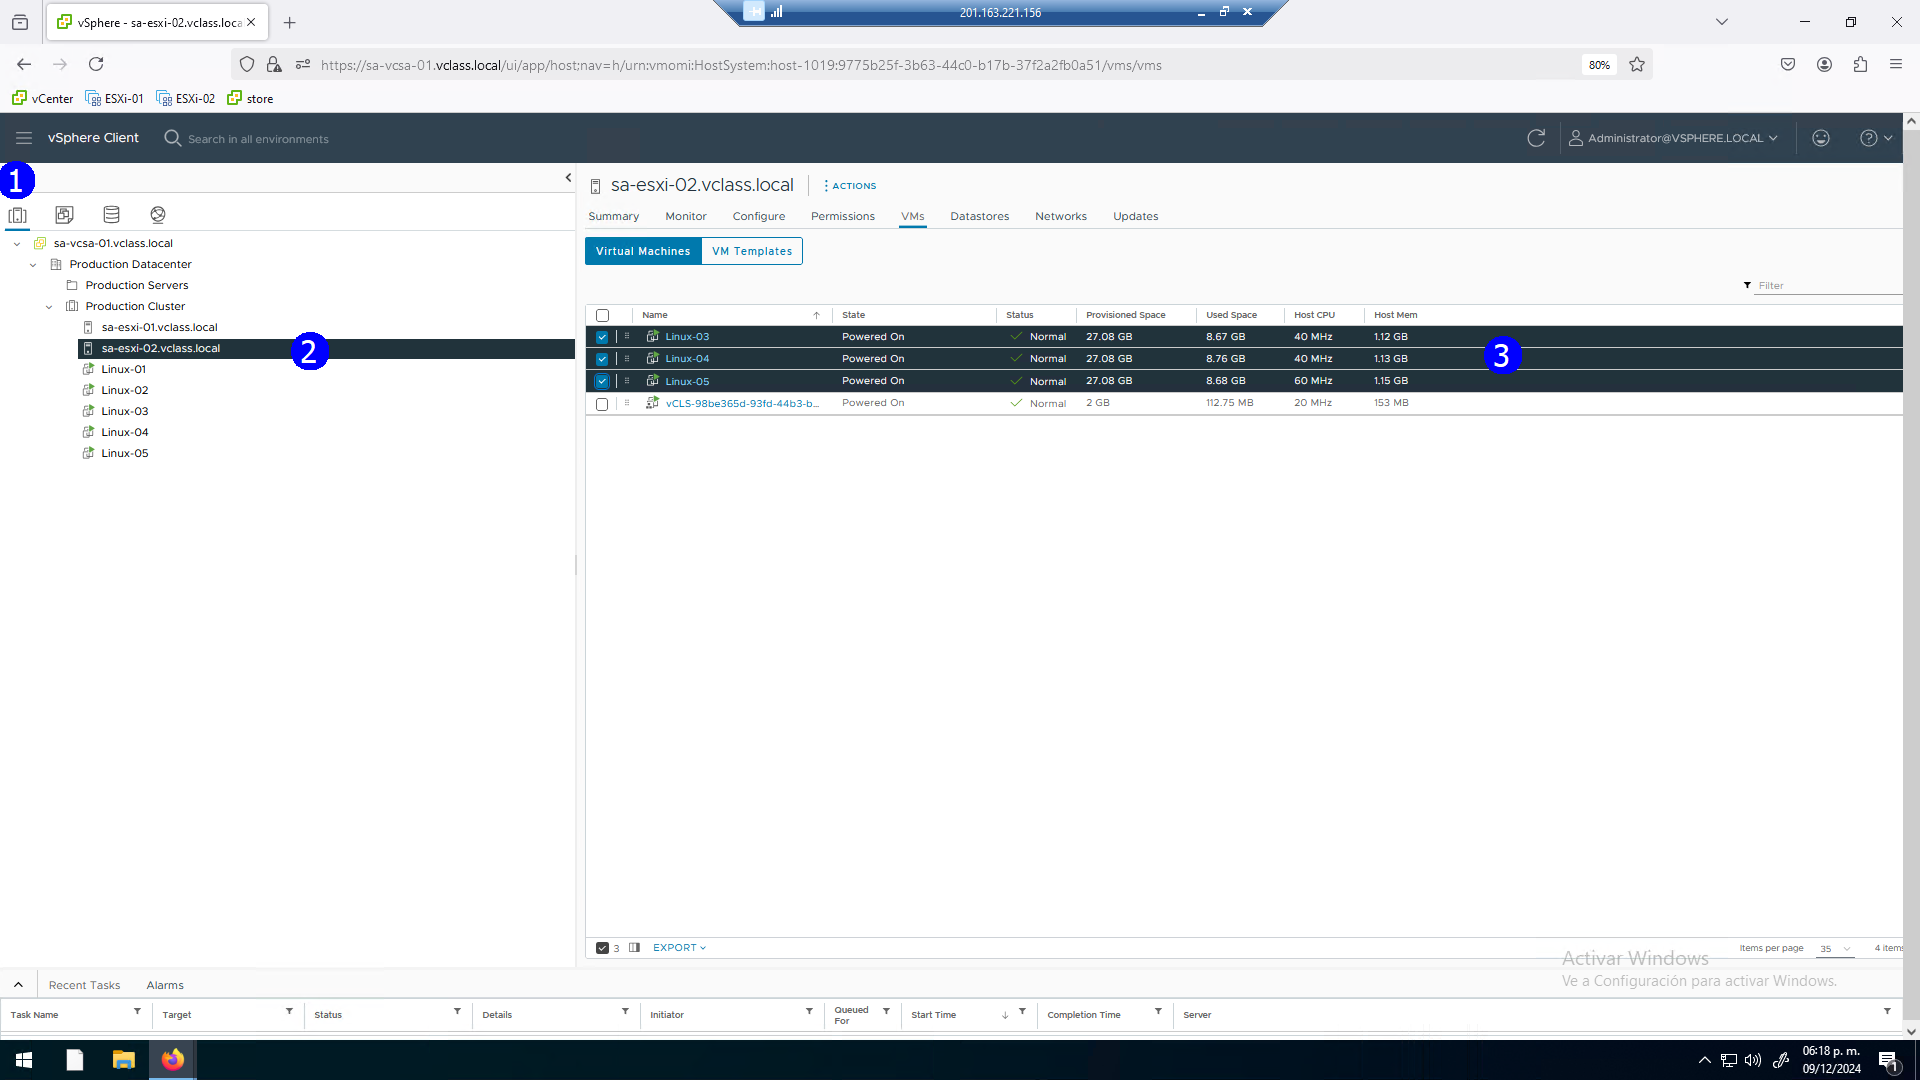 vSphere - sa-esxi-02.vclass.loca
201.163.221.156
https://sa-vcsa-01.vclass.local/ui/app/host;nav=h/urn:vmomi:HostSystem:host-1019:9775b25f-3b63-44c0-b17b-37f2a2fb0a51/vms/vms
80%
vCenter ESXi-01 ESXi-02 store
vSphere Client Search in all environments Administrator@VSPHERE.LOCAL
1
sa-vcsa-01.vclass.local
Production Datacenter
Production Servers
Production Cluster
sa-esxi-01.vclass.local
sa-esxi-02.vclass.local
2
Linux-01
Linux-02
Linux-03
Linux-04
Linux-05
sa-esxi-02.vclass.local ACTIONS
Summary Monitor Configure Permissions VMs Datastores Networks Updates
Virtual Machines VM Templates
Filter
Name State Status Provisioned Space Used Space Host CPU Host Mem
Linux-03 Powered On Normal 27.08 GB 8.67 GB 40 MHz 1.12 GB
Linux-04 Powered On Normal 27.08 GB 8.76 GB 40 MHz 1.13 GB
3
Linux-05 Powered On Normal 27.08 GB 8.68 GB 60 MHz 1.15 GB
vCLS-98be365d-93fd-44b3-b... Powered On Normal 2 GB 112.75 MB 20 MHz 153 MB
3 EXPORT Items per page 35 4 items
Activar Windows
Ve a Configuración para activar Windows.
Recent Tasks Alarms
Task Name Target Status Details Initiator Queued For Start Time Completion Time Server
06:18 p. m.
09/12/2024
1